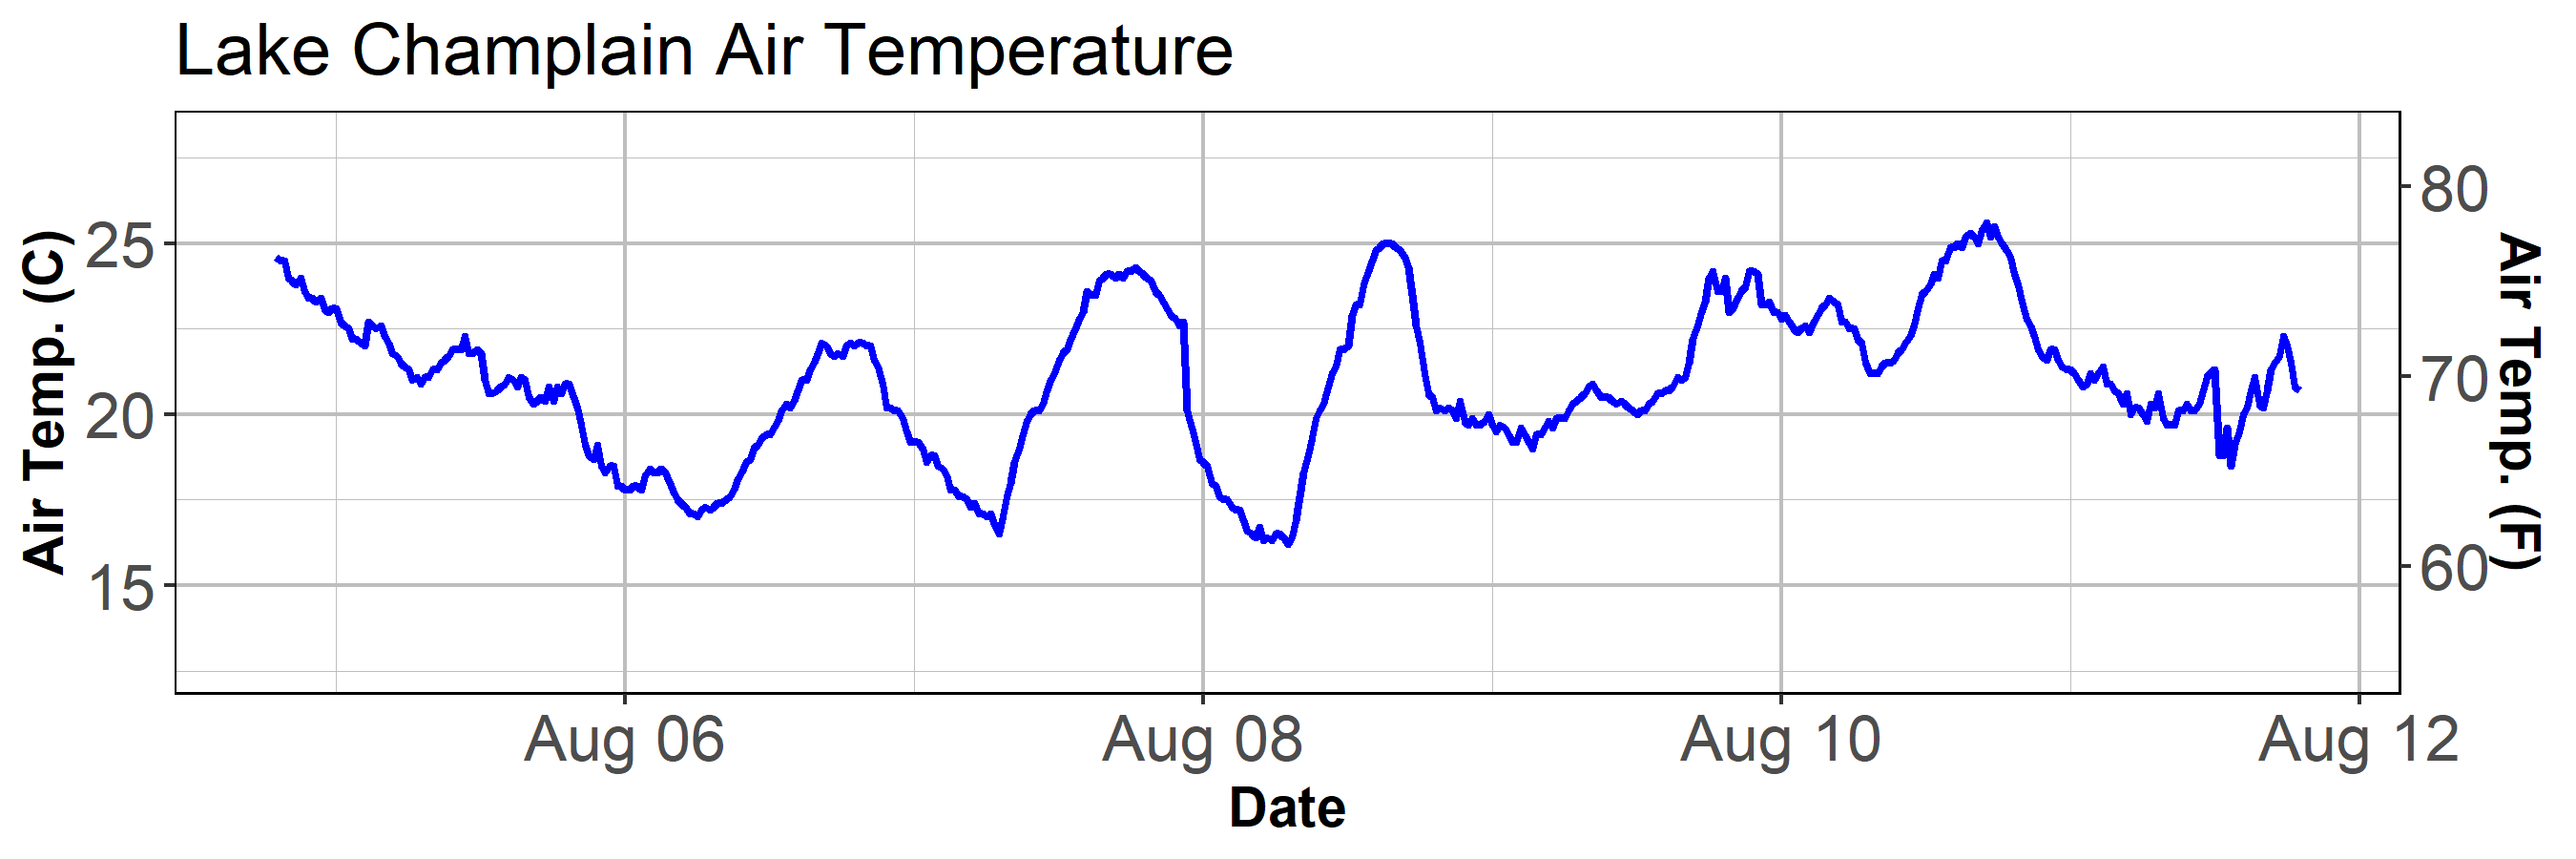 Lake Champlain Air Temperature
Air Temp. (C)
25
20
15
80
70
60
Air Temp. (F)
Aug 06
Aug 08
Aug 10
Aug 12
Date